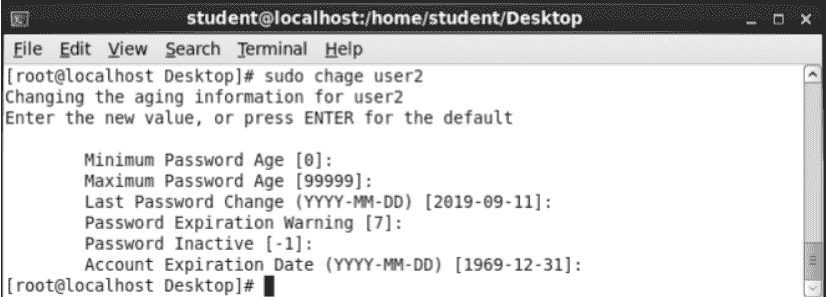 student@localhost:/home/student/Desktop
File Edit View Search Terminal Help
[root@localhost Desktop]# sudo chage user2
Changing the aging information for user2
Enter the new value, or press ENTER for the default
Minimum Password Age [0]:
Maximum Password Age [99999]:
Last Password Change (YYYY-MM-DD) [2019-09-11]:
Password Expiration Warning [7]:
Password Inactive [-1]:
Account Expiration Date (YYYY-MM-DD) [1969-12-31]:
[root@localhost Desktop]#